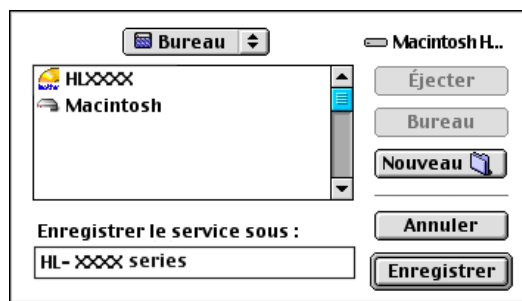 Bureau
Macintosh H...
HLXXXX
Macintosh
Éjecter
Bureau
Nouveau
Enregistrer le service sous :
HL- XXXX series
Annuler
Enregistrer